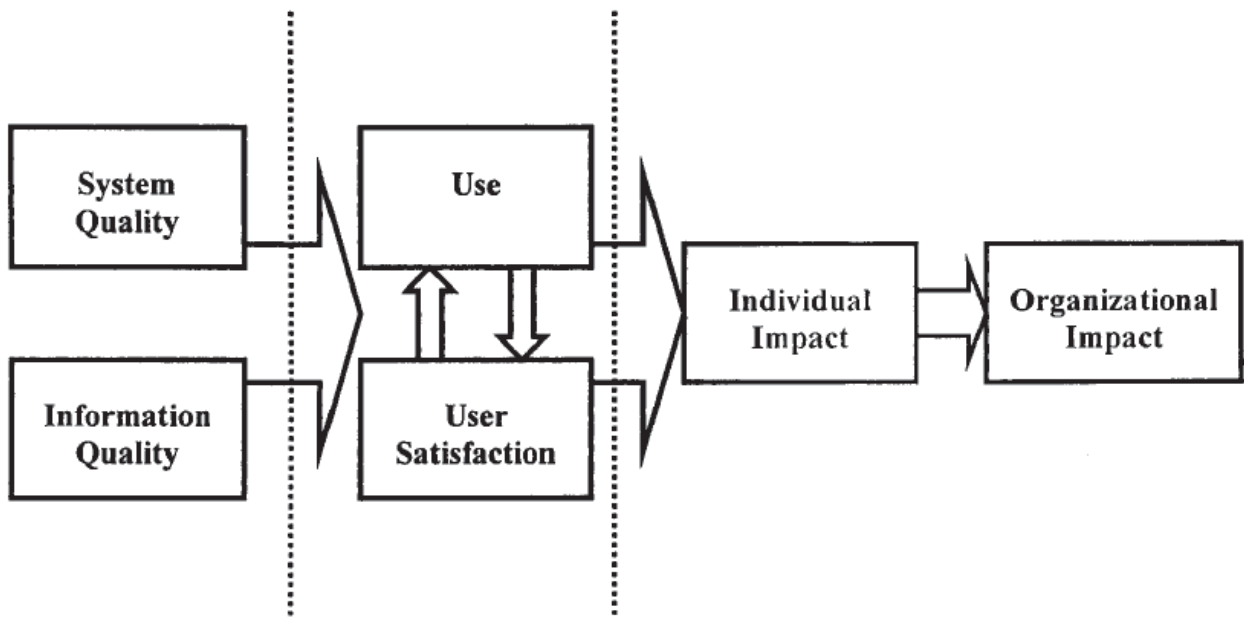 System
Quality
Use
Individual
Impact
Organizational
Impact
Information
Quality
User
Satisfaction